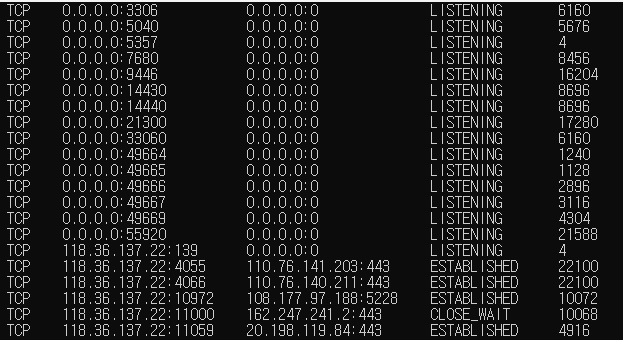 TCP 0.0.0.0:3306 0.0.0.0:0 LISTENING 6160
TCP 0.0.0.0:5040 0.0.0.0:0 LISTENING 5676
TCP 0.0.0.0:5357 0.0.0.0:0 LISTENING 4
TCP 0.0.0.0:7680 0.0.0.0:0 LISTENING 8456
TCP 0.0.0.0:9446 0.0.0.0:0 LISTENING 16204
TCP 0.0.0.0:14430 0.0.0.0:0 LISTENING 8696
TCP 0.0.0.0:14440 0.0.0.0:0 LISTENING 8696
TCP 0.0.0.0:21300 0.0.0.0:0 LISTENING 17280
TCP 0.0.0.0:33060 0.0.0.0:0 LISTENING 6160
TCP 0.0.0.0:49664 0.0.0.0:0 LISTENING 1240
TCP 0.0.0.0:49665 0.0.0.0:0 LISTENING 1128
TCP 0.0.0.0:49666 0.0.0.0:0 LISTENING 2896
TCP 0.0.0.0:49667 0.0.0.0:0 LISTENING 3116
TCP 0.0.0.0:49669 0.0.0.0:0 LISTENING 4304
TCP 0.0.0.0:55920 0.0.0.0:0 LISTENING 21588
TCP 118.36.137.22:139 0.0.0.0:0 LISTENING 4
TCP 118.36.137.22:4055 110.76.141.203:443 ESTABLISHED 22100
TCP 118.36.137.22:4066 110.76.140.211:443 ESTABLISHED 22100
TCP 118.36.137.22:10972 108.177.97.188:5228 ESTABLISHED 10072
TCP 118.36.137.22:11000 162.247.241.2:443 CLOSE_WAIT 10068
TCP 118.36.137.22:11059 20.198.119.84:443 ESTABLISHED 4916